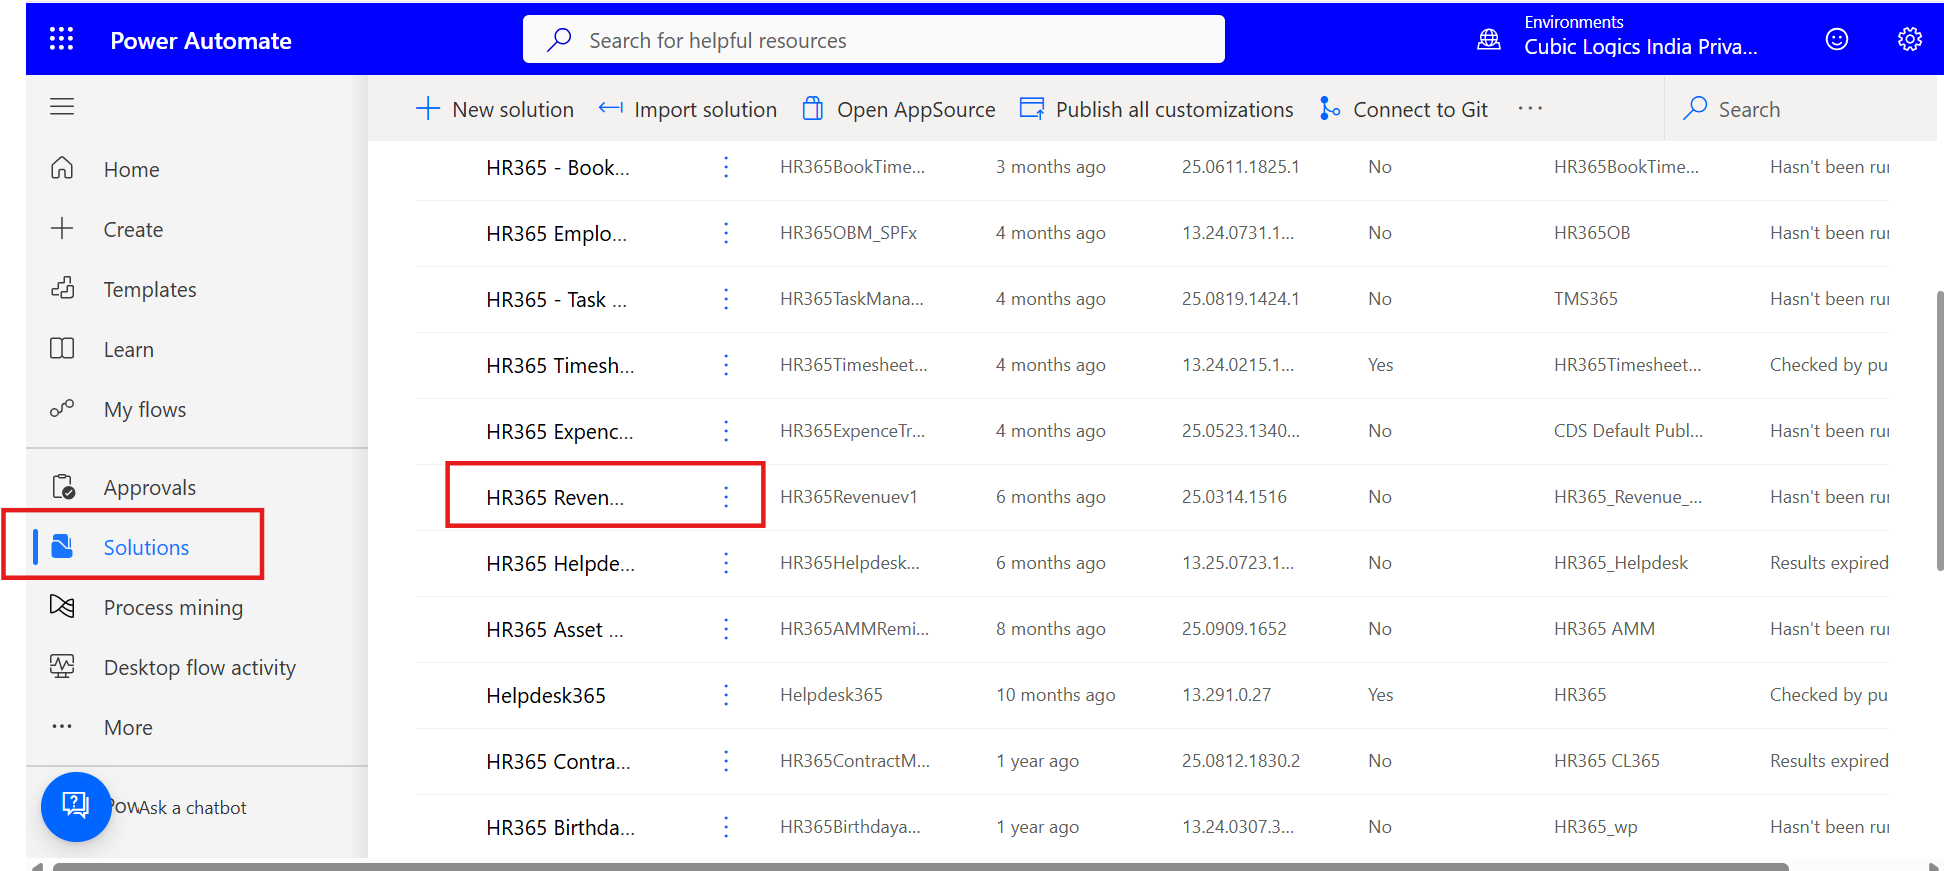 Power Automate
Search for helpful resources
Environments
Cubic Logics India Priva...
New solution
Import solution
Open AppSource
Publish all customizations
Connect to Git
Search
Home
Create
Templates
Learn
My flows
Approvals
Solutions
Process mining
Desktop flow activity
More
Pow
Ask a chatbot
HR365 - Book... HR365BookTime... 3 months ago 25.0611.1825.1 No HR365BookTime... Hasn't been ru
HR365 Emplo... HR365OBM_SPFx 4 months ago 13.24.0731.1... No HR365OB Hasn't been ru
HR365 - Task ... HR365TaskMana... 4 months ago 25.0819.1424.1 No TMS365 Hasn't been ru
HR365 Timesh... HR365Timesheet... 4 months ago 13.24.0215.1... Yes HR365Timesheet... Checked by pu
HR365 Expenc... HR365ExpenceTr... 4 months ago 25.0523.1340... No CDS Default Publ... Hasn't been ru
HR365 Reven... HR365Revenuev1 6 months ago 25.0314.1516 No HR365_Revenue_... Hasn't been ru
HR365 Helpde... HR365Helpdesk... 6 months ago 13.25.0723.1... No HR365_Helpdesk Results expired
HR365 Asset ... HR365AMMRemi... 8 months ago 25.0909.1652 No HR365 AMM Hasn't been ru
Helpdesk365 Helpdesk365 10 months ago 13.291.0.27 Yes HR365 Checked by pu
HR365 Contra... HR365ContractM... 1 year ago 25.0812.1830.2 No HR365 CL365 Results expired
HR365 Birthda... HR365Birthdaya... 1 year ago 13.24.0307.3... No HR365_wp Hasn't been ru